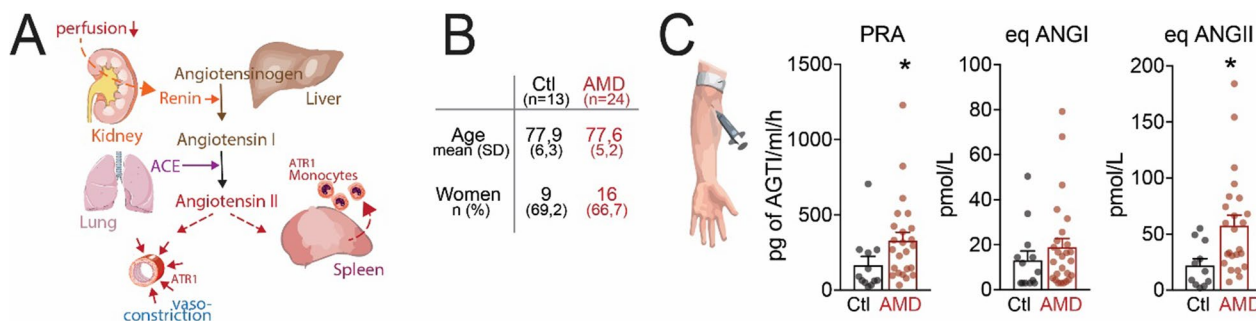 A
perfusion
Angiotensinogen
Liver
Renin
Kidney
Angiotensin I
ACE
Lung
ATR1
Monocytes
Angiotensin II
Spleen
ATR1
vaso-
constriction
B
Ctl AMD
(n=13) (n=24)
Age 77,9 77,6
mean (SD) (6,3) (5,2)
Women 9 16
n (%) (69,2) (66,7)
C
PRA
*
pg of AGTI/ml/h
1500
1000
500
0
Ctl AMD
eq ANGI
pmol/L
100
80
60
40
20
0
Ctl AMD
eq ANGII
*
pmol/L
200
150
100
50
0
Ctl AMD